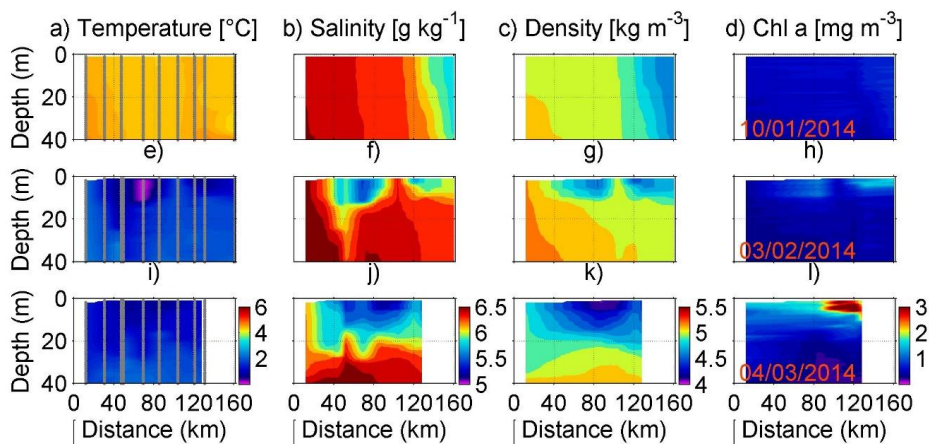 a) Temperature [°C] b) Salinity [g kg⁻¹] c) Density [kg m⁻³] d) Chl a [mg m⁻³]
Depth (m) 0 20 40 10/01/2014
e) f) g) h)
Depth (m) 0 20 40 03/02/2014
i) j) k) l)
Depth (m) 0 20 40 6 4 2 6.5 6 5.5 5 5.5 5 4.5 4 3 2 1 04/03/2014
0 40 80 120 160 0 40 80 120 160 0 40 80 120 160 0 40 80 120 160
Distance (km) Distance (km) Distance (km) Distance (km)